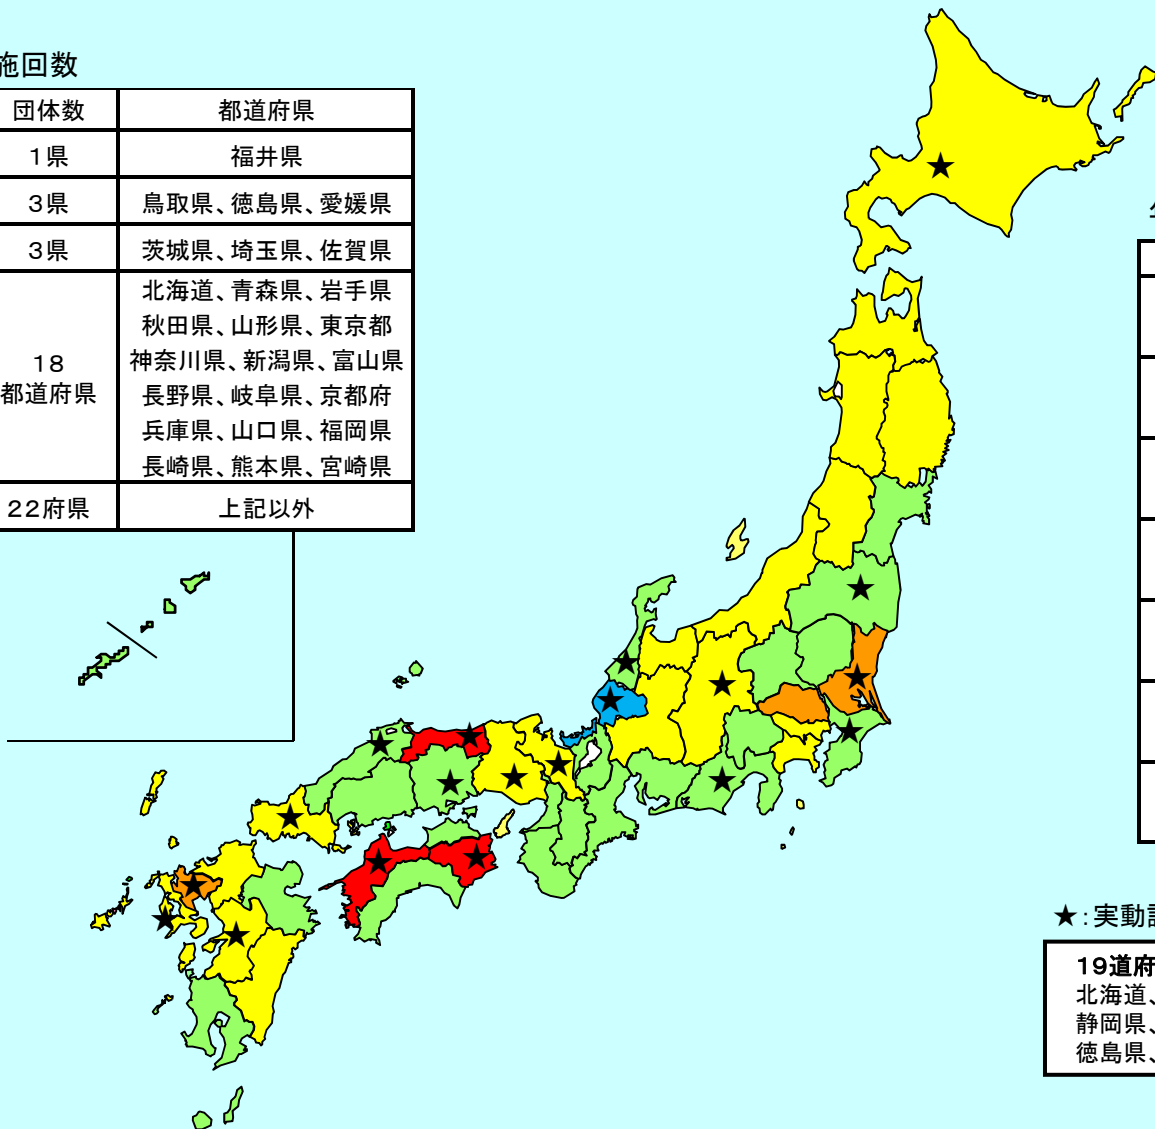 施回数
団体数 都道府県
1県 福井県
3県 鳥取県、徳島県、愛媛県
3県 茨城県、埼玉県、佐賀県
北海道、青森県、岩手県
秋田県、山形県、東京都
神奈川県、新潟県、富山県
18
都道府県
長野県、岐阜県、京都府
兵庫県、山口県、福岡県
長崎県、熊本県、宮崎県
22府県 上記以外
★:実動
19道府
北海道、
静岡県、
徳島県、